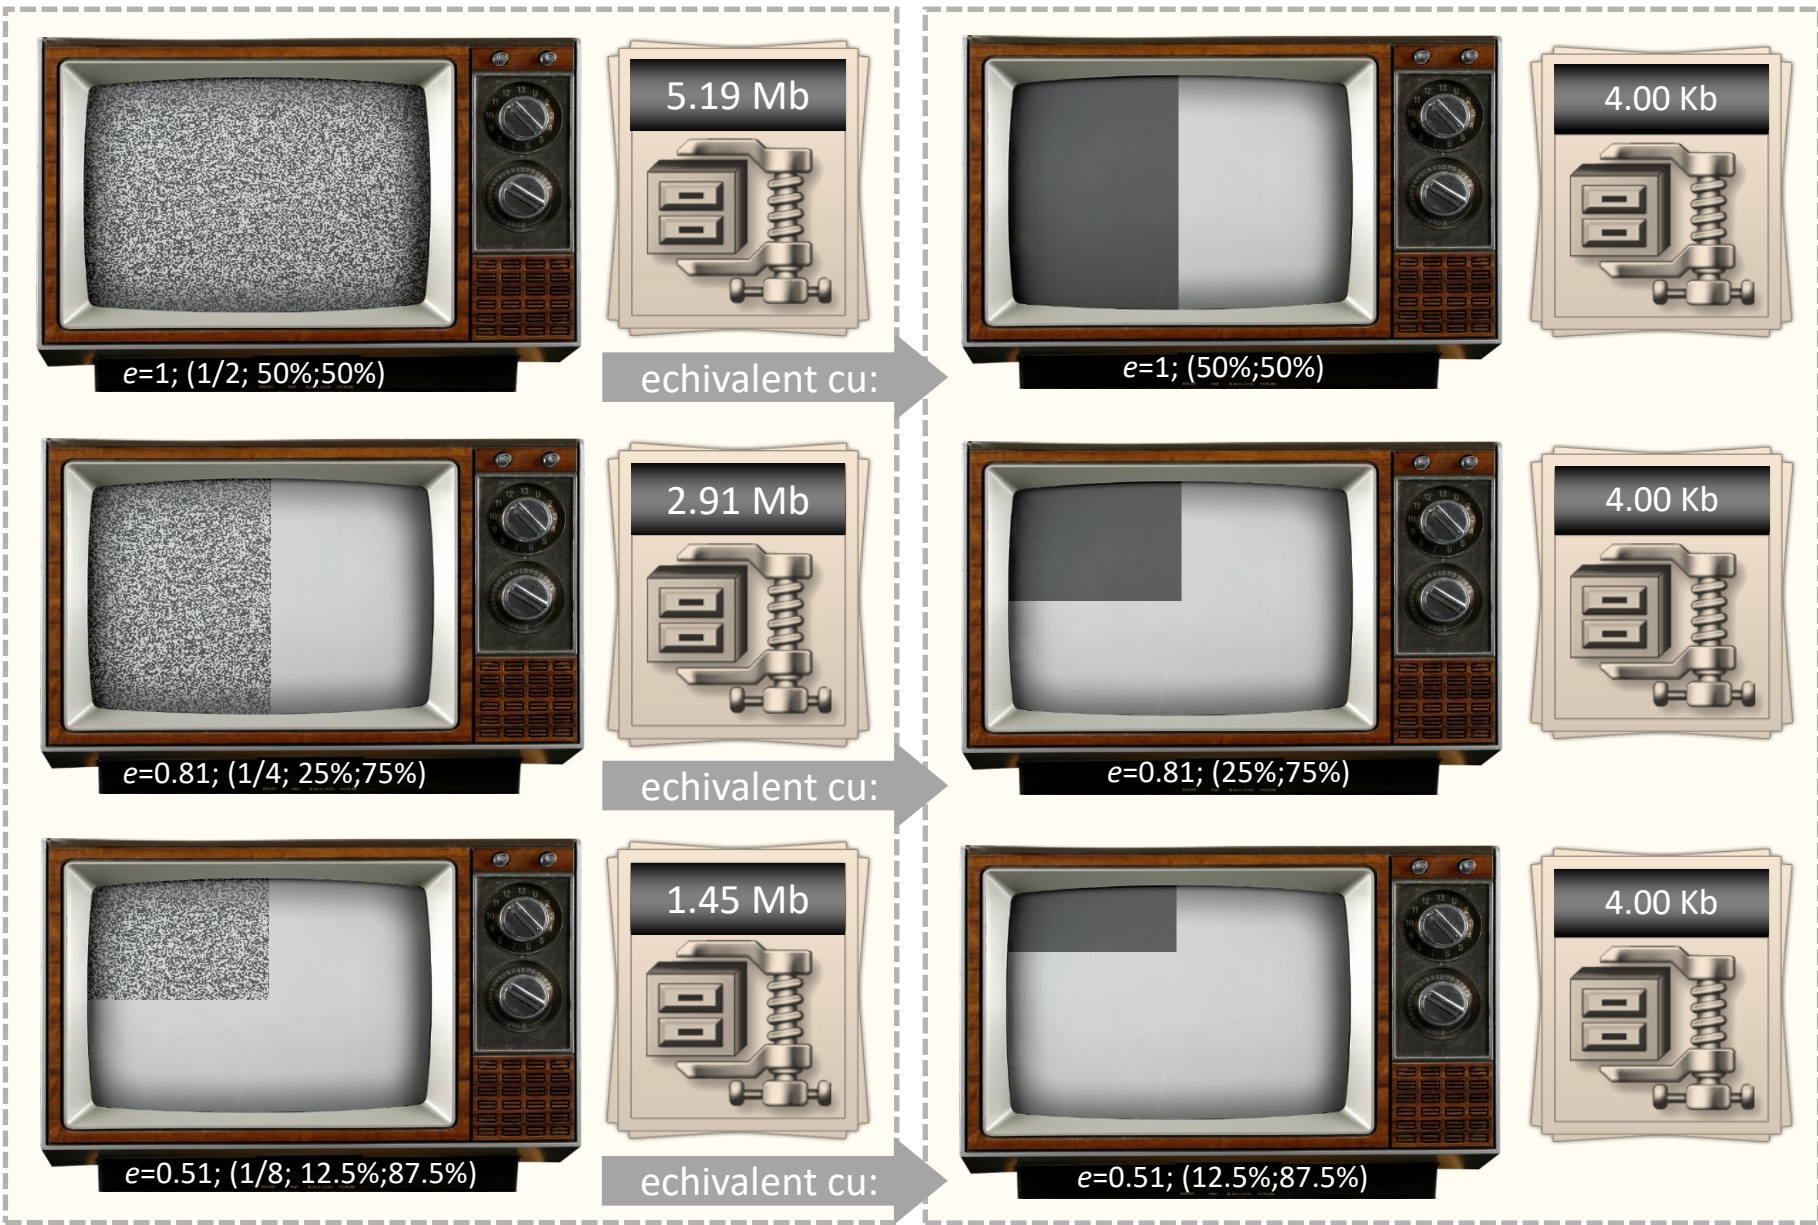 5.19 Mb
4.00 Kb
e=1; (1/2; 50%;50%)
echivalent cu:
e=1; (50%;50%)
2.91 Mb
4.00 Kb
e=0.81; (1/4; 25%;75%)
echivalent cu:
e=0.81; (25%;75%)
1.45 Mb
4.00 Kb
e=0.51; (1/8; 12.5%;87.5%)
echivalent cu:
e=0.51; (12.5%;87.5%)